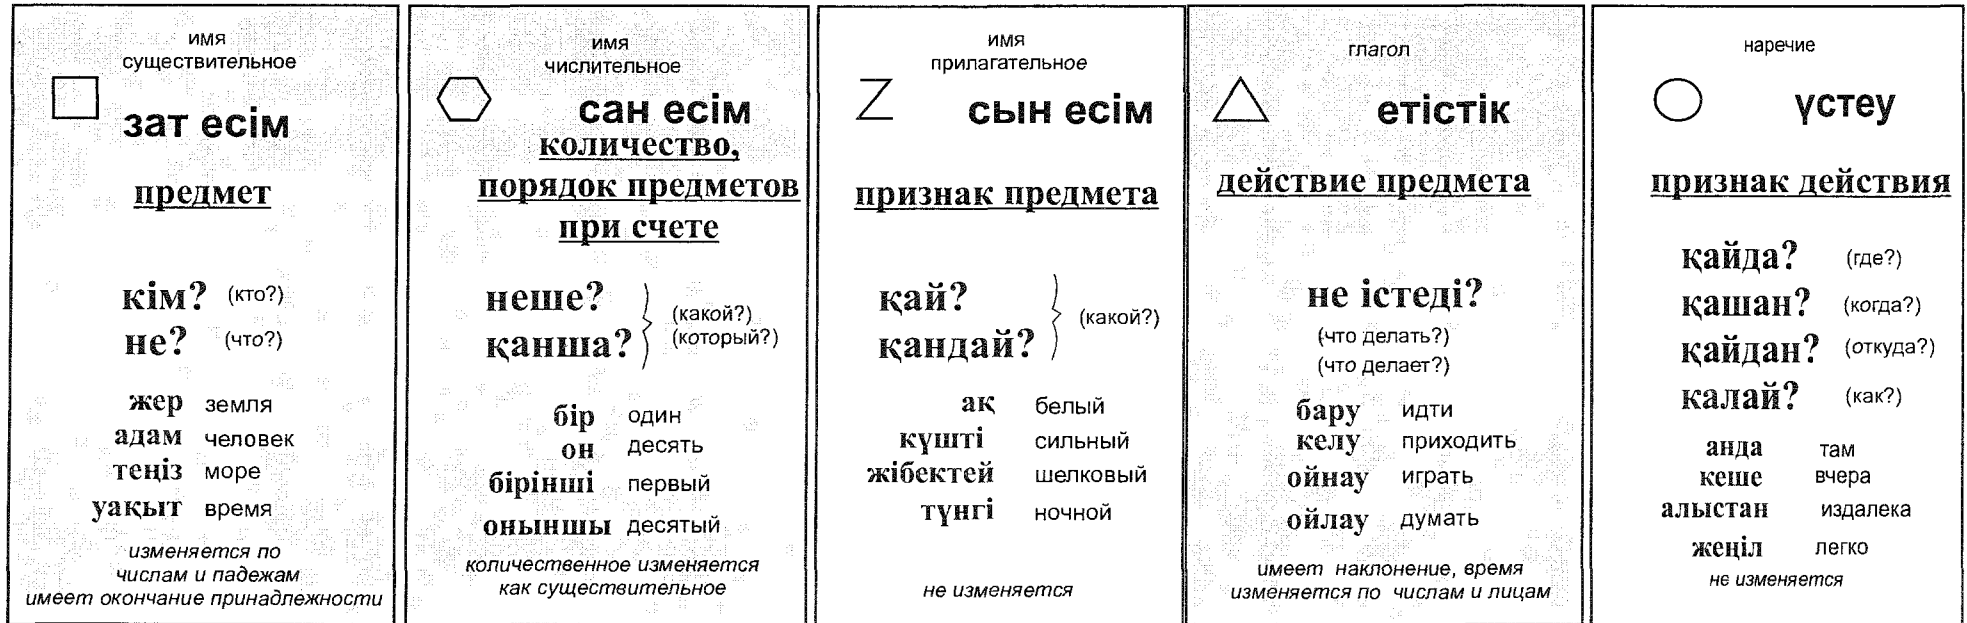 имя
существительное
зат есім
предмет
кім? (кто?)
не? (что?)
жер земля
адам человек
теңіз море
уақыт время
изменяется по
числам и падежам
имеет окончание принадлежности
имя
числительное
сан есім
количество,
порядок предметов
при счете
неше?
қанша?
(какой?)
(который?)
бір один
он десять
бірінші первый
оныншы десятый
количественное изменяется
как существительное
имя
прилагательное
сын есім
признак предмета
қай?
қандай?
(какой?)
ақ белый
күшті сильный
жібектей шелковый
түнгі ночной
не изменяется
глагол
етістік
действие предмета
не істеді?
(что делать?)
(что делает?)
бару идти
келу приходить
ойнау играть
ойлау думать
имеет наклонение, время
изменяется по числам и лицам
наречие
үстеу
признак действия
қайда? (где?)
қашан? (когда?)
қайдан? (откуда?)
калай? (как?)
анда там
кеше вчера
алыстан издалека
жеңіл легко
не изменяется